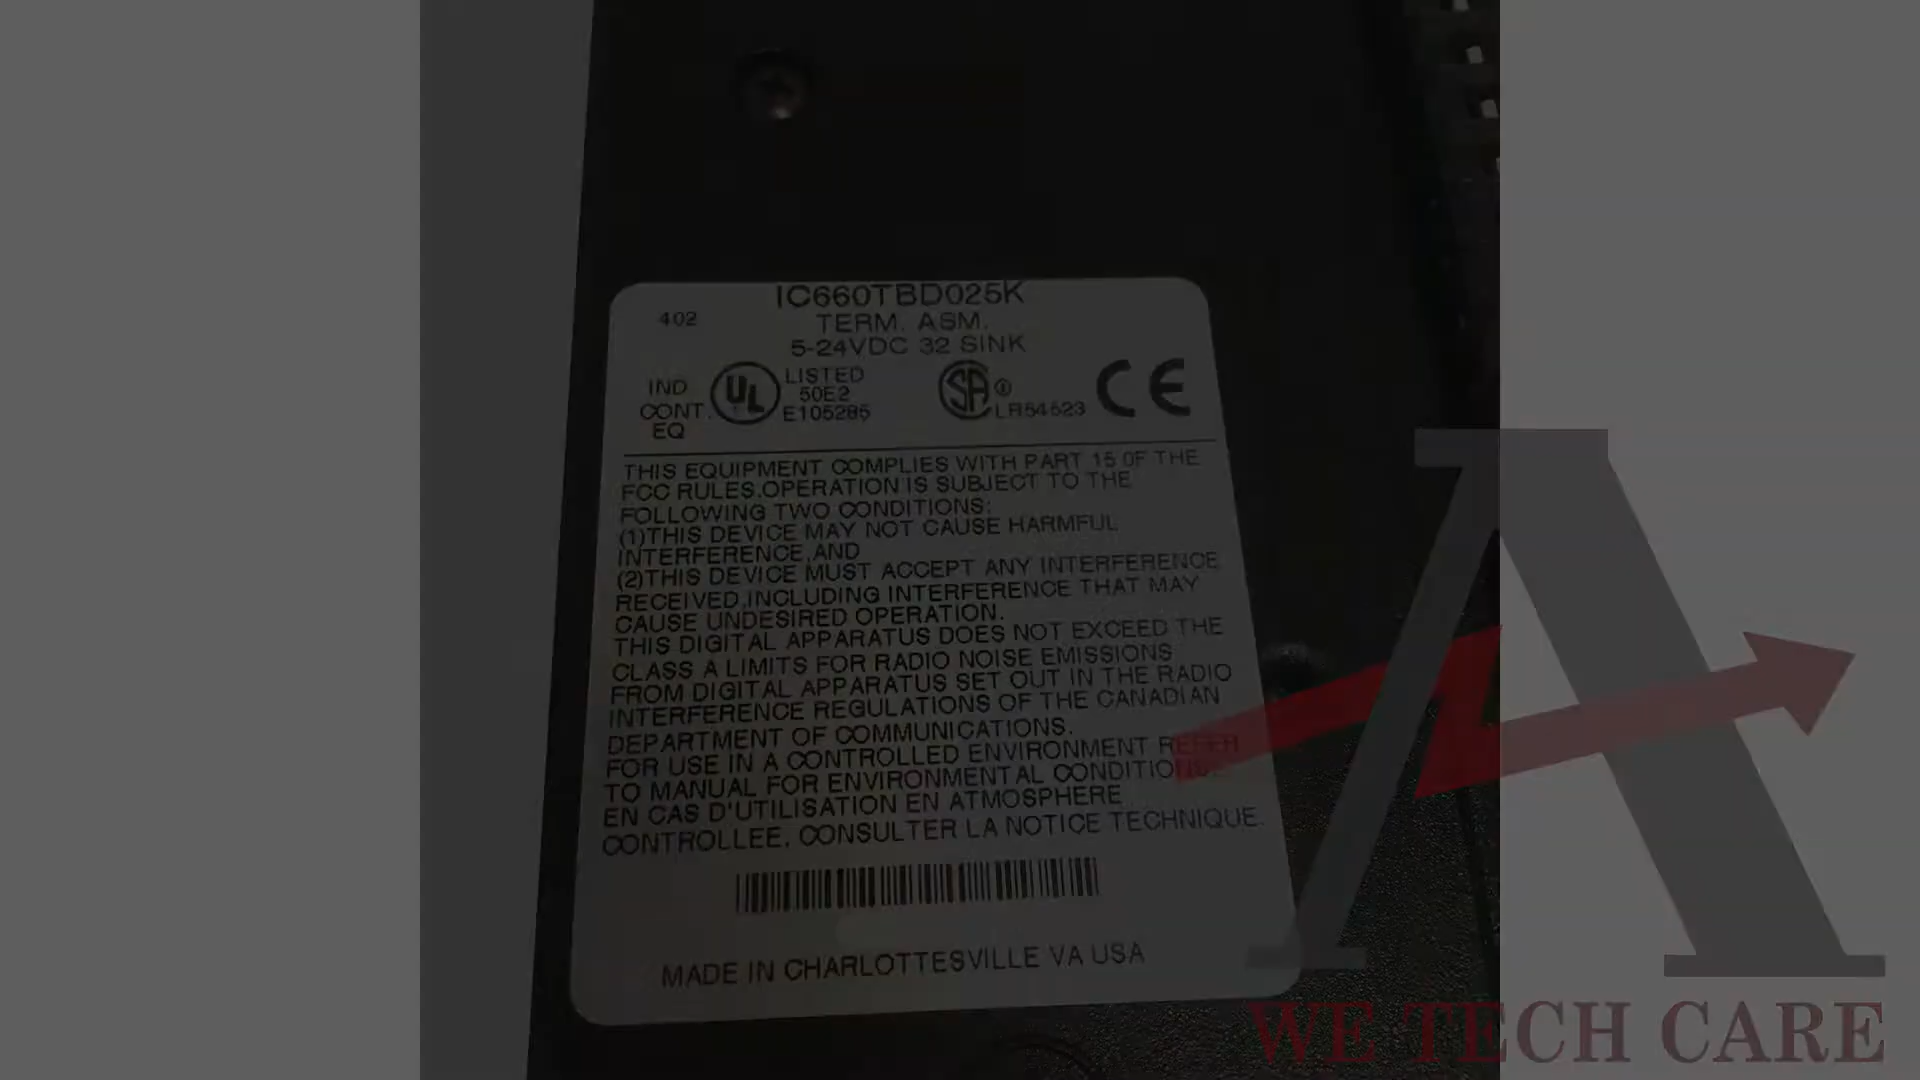 IC660TBD025K
402
TERM. ASM.
5-24VDC 32 SINK
IND
CONT.
EQ
UL
LISTED
50E2
E105285
SA
LR54523
CE
THIS EQUIPMENT COMPLIES WITH PART 15 OF THE
FCC RULES.OPERATION IS SUBJECT TO THE
FOLLOWING TWO CONDITIONS:
(1)THIS DEVICE MAY NOT CAUSE HARMFUL
INTERFERENCE,AND
(2)THIS DEVICE MUST ACCEPT ANY INTERFERENCE
RECEIVED,INCLUDING INTERFERENCE THAT MAY
CAUSE UNDESIRED OPERATION.
THIS DIGITAL APPARATUS DOES NOT EXCEED THE
CLASS A LIMITS FOR RADIO NOISE EMISSIONS
FROM DIGITAL APPARATUS SET OUT IN THE RADIO
INTERFERENCE REGULATIONS OF THE CANADIAN
DEPARTMENT OF COMMUNICATIONS.
FOR USE IN A CONTROLLED ENVIRONMENT REFER
TO MANUAL FOR ENVIRONMENTAL CONDITIONS.
EN CAS D'UTILISATION EN ATMOSPHERE
CONTROLLEE, CONSULTER LA NOTICE TECHNIQUE.
MADE IN CHARLOTTESVILLE VA USA
WE TECH CARE